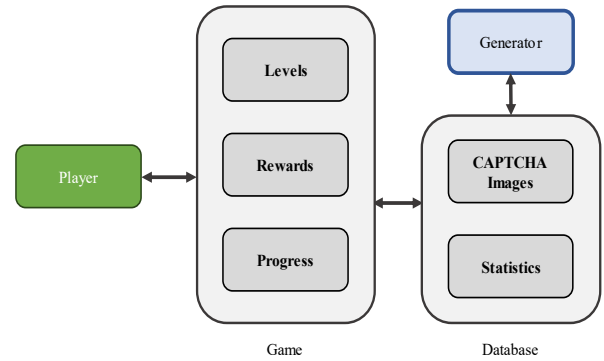 Player
Levels
Rewards
Progress
Game
Generator
CAPTCHA
Images
Statistics
Database